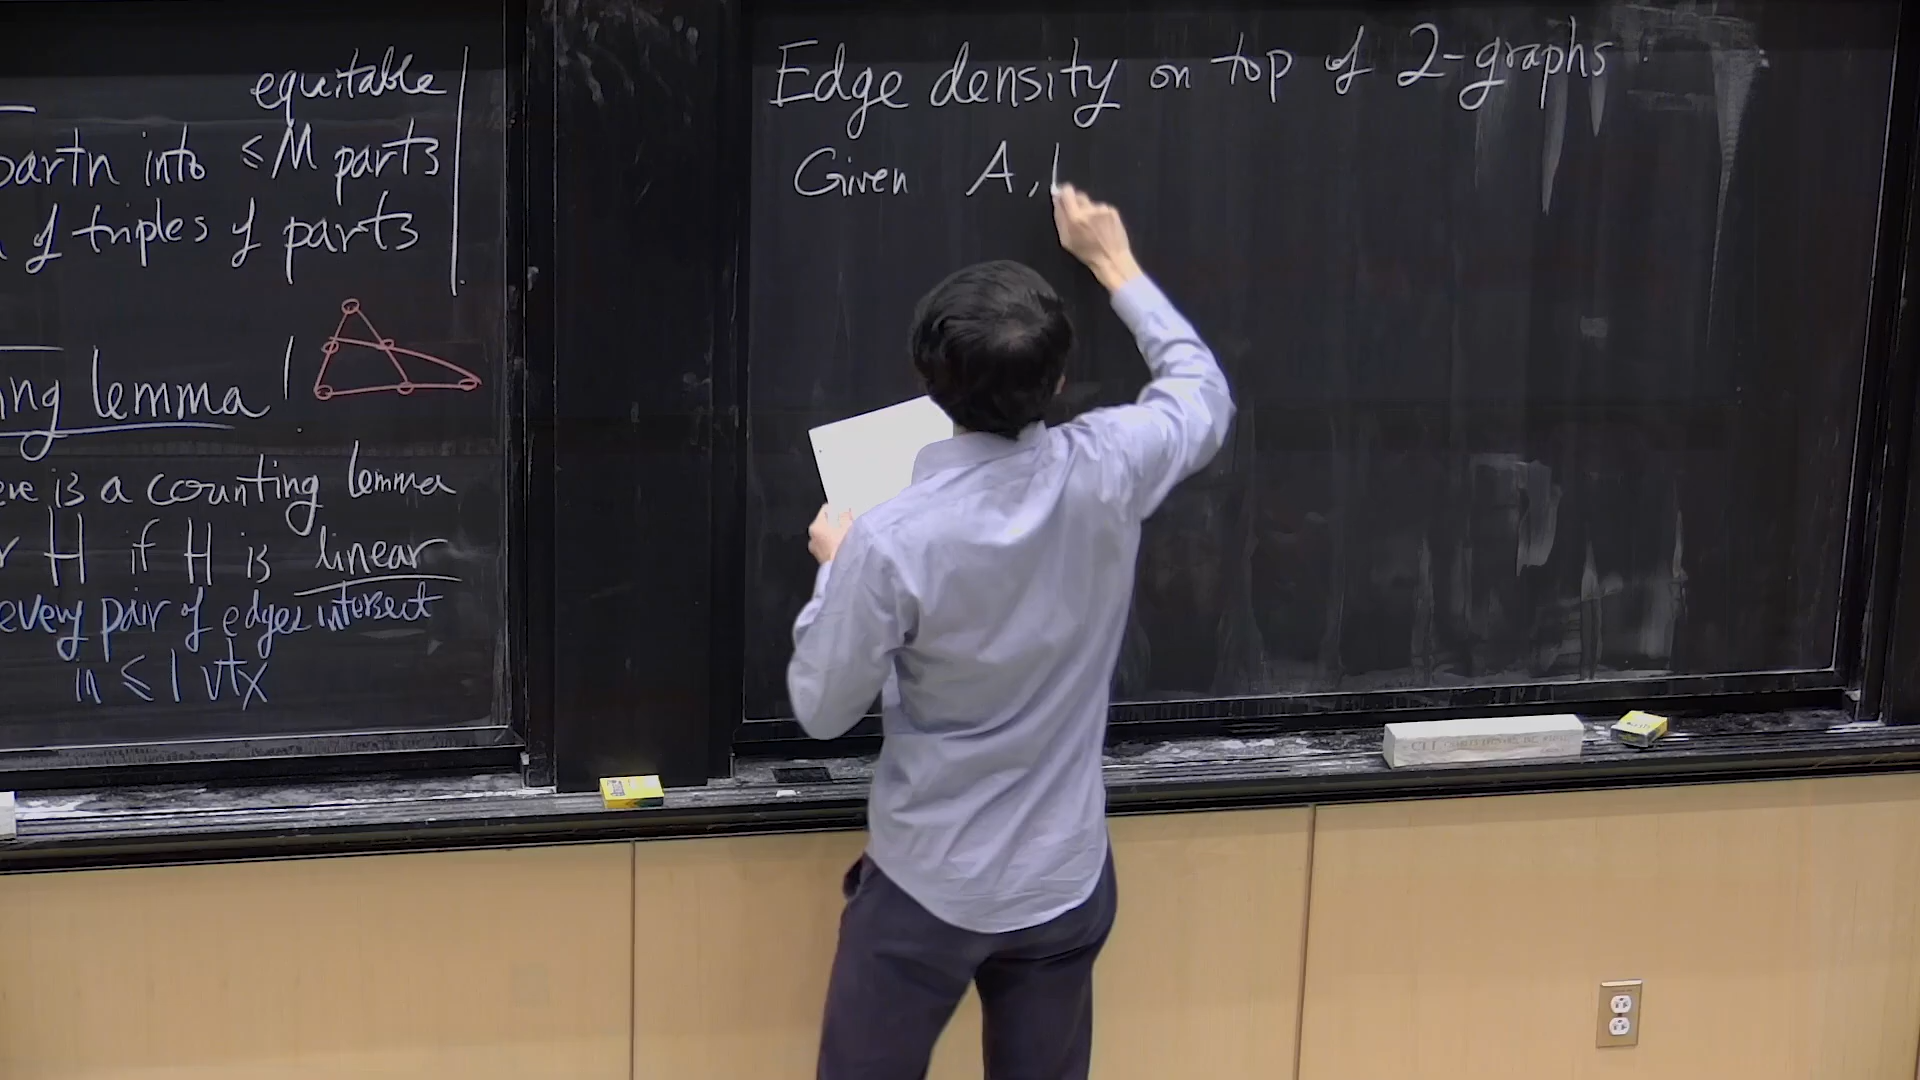 equitable
partn into ≤ M parts
of triples of parts
ing lemma
ere is a counting lemma
r H if H is linear
every pair of edges intersect
in ≤ 1 vtx
Edge density on top of 2-graphs
Given A,